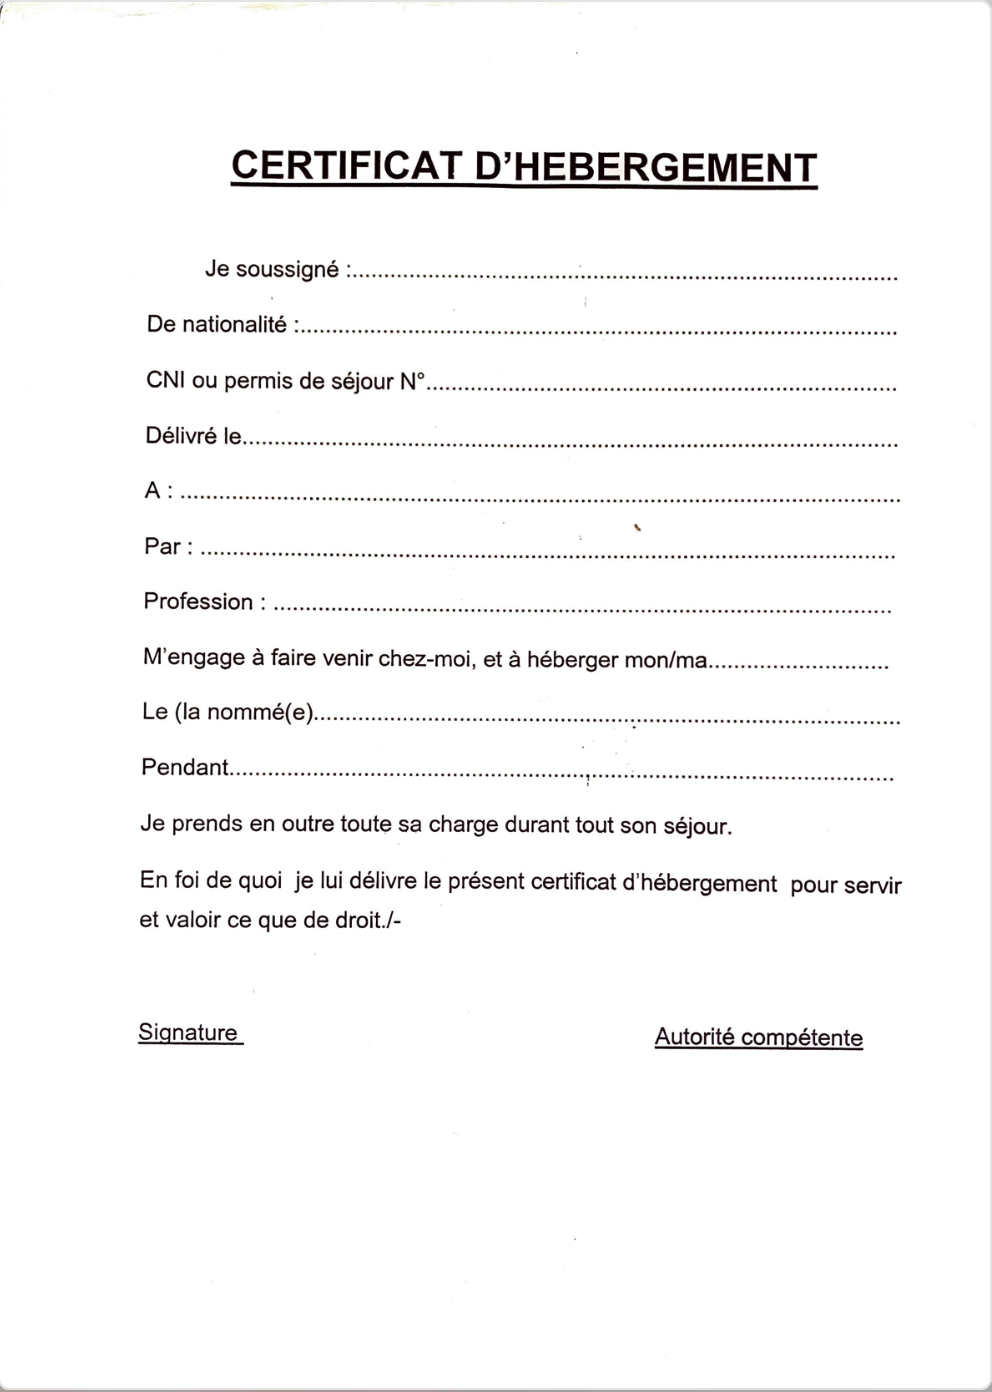 CERTIFICAT D’HEBERGEMENT
Je soussigné :..........................................................................................
De nationalité :..........................................................................................
CNI ou permis de séjour N°..........................................................................
Délivré le..........................................................................................
A : ..........................................................................................
Par : ..........................................................................................
Profession : ..........................................................................................
M’engage à faire venir chez-moi, et à héberger mon/ma............................
Le (la nommé(e)..........................................................................................
Pendant..........................................................................................
Je prends en outre toute sa charge durant tout son séjour.
En foi de quoi je lui délivre le présent certificat d’hébergement pour servir
et valoir ce que de droit./-
Signature Autorité compétente